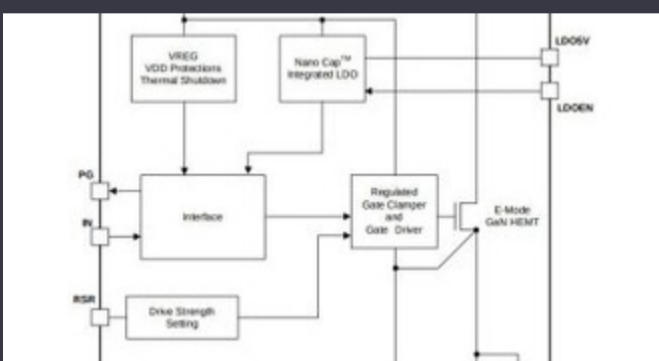 LDO5V
VREG
VDD Protections
Thermal Shutdown
Nano Cap™
Integrated LDO
LDOEN
PG
Interface
Regulated
Gate Clamper
and
Gate Driver
E-Mode
GaN HEMT
IN
RSR
Drive Strength
Setting